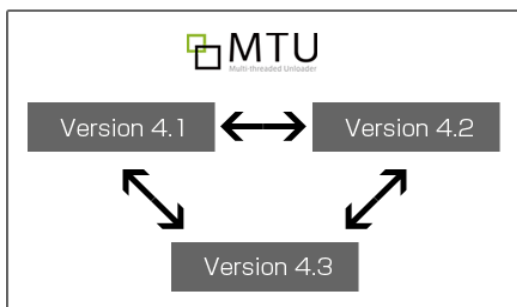 MTU
Multi-threaded Unloader
Version 4.1
Version 4.2
Version 4.3